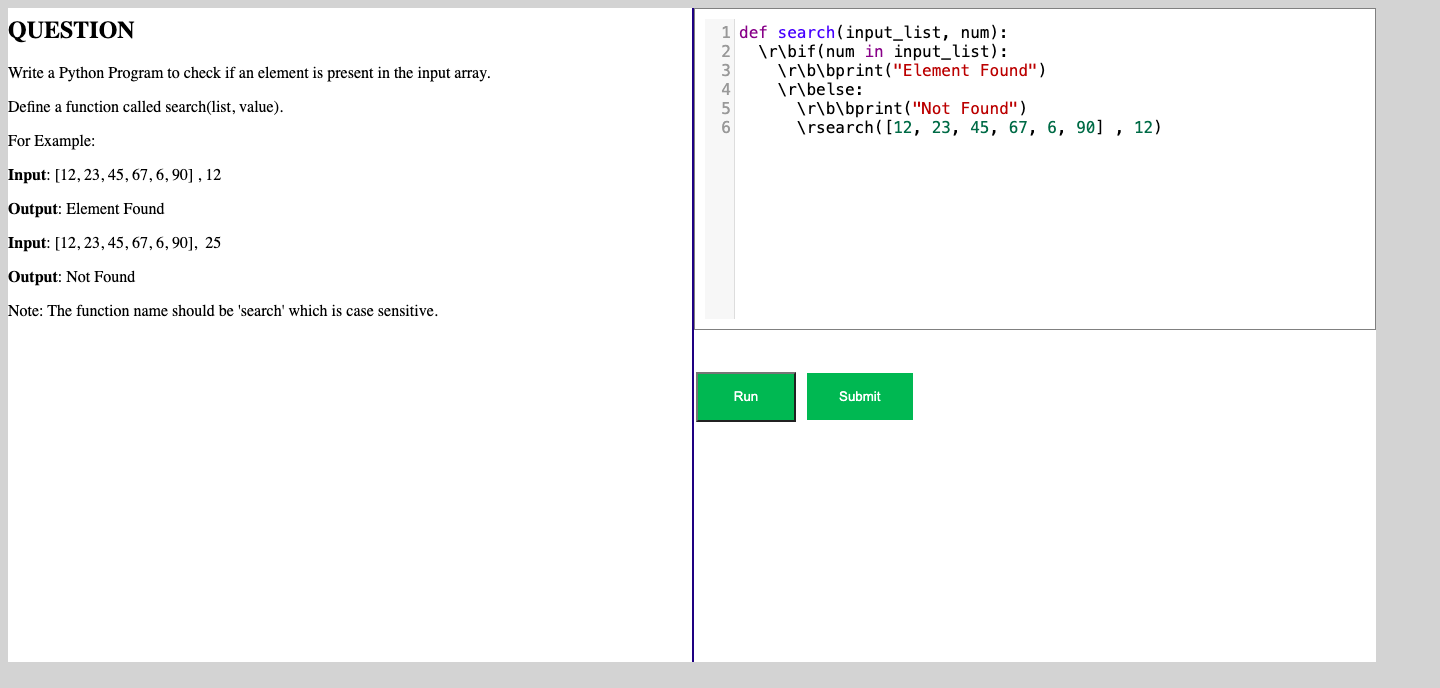 QUESTION
Write a Python Program to check if an element is present in the input array.
Define a function called search(list, value).
For Example:
Input: [12, 23, 45, 67, 6, 90] , 12
Output: Element Found
Input: [12, 23, 45, 67, 6, 90],  25
Output: Not Found
Note: The function name should be 'search' which is case sensitive.
1 def search(input_list, num):
2   \r\bif(num in input_list):
3     \r\b\bprint("Element Found")
4     \r\belse:
5       \r\b\bprint("Not Found")
6       \rsearch([12, 23, 45, 67, 6, 90] , 12)
Run
Submit